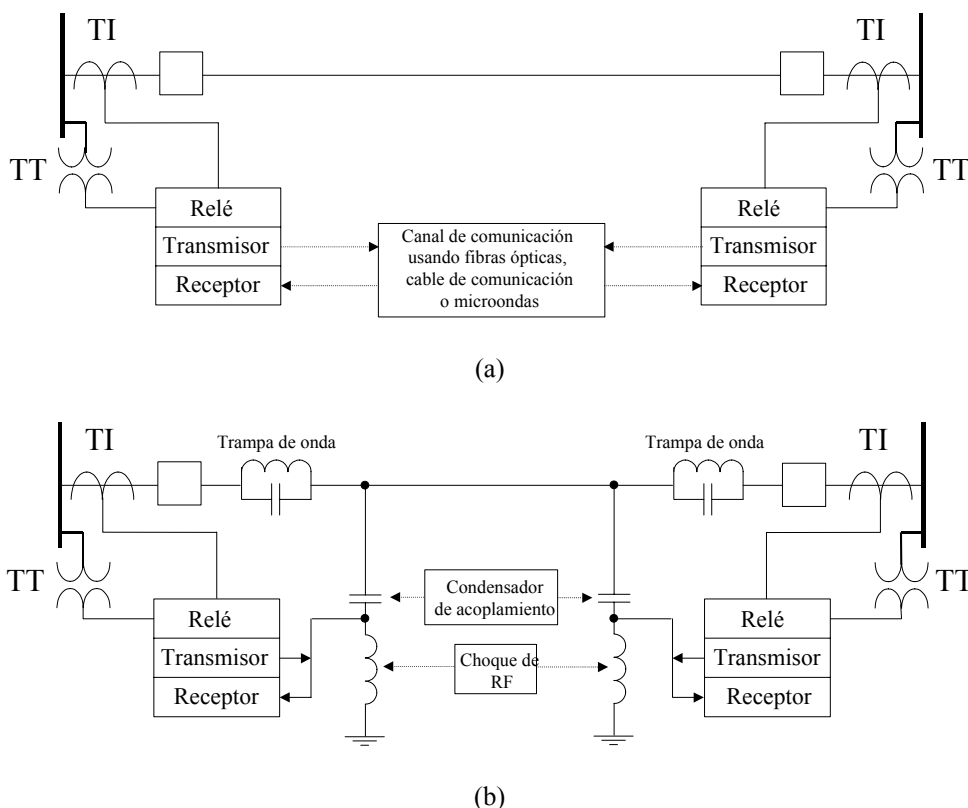 TI
TI
TT
TT
Relé
Transmisor
Receptor
Canal de comunicación
usando fibras ópticas,
cable de comunicación
o microondas
Relé
Transmisor
Receptor
(a)
TI
Trampa de onda
Trampa de onda
TI
TT
TT
Relé
Transmisor
Receptor
Condensador
de acoplamiento
Choque de
RF
Relé
Transmisor
Receptor
(b)